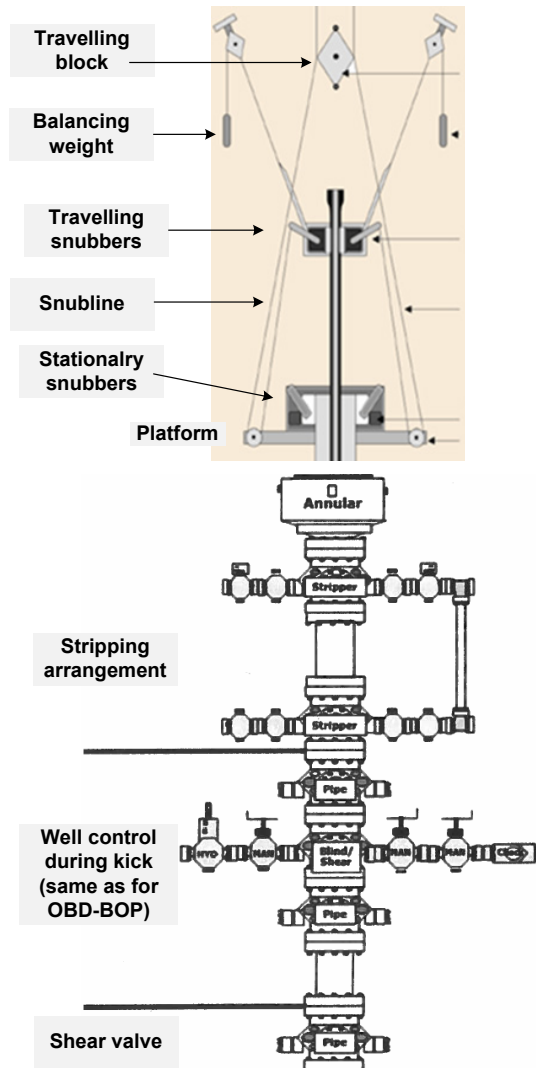 Travelling
block
Balancing
weight
Travelling
snubbers
Snubline
Stationalry
snubbers
Platform
Annular
Stripper
Stripping
arrangement
Stripper
Pipe
Well control
during kick
(same as for
OBD-BOP)
HYD
MAN
Blind/
Shear
MAN
MAN
Check
Pipe
Shear valve
Pipe